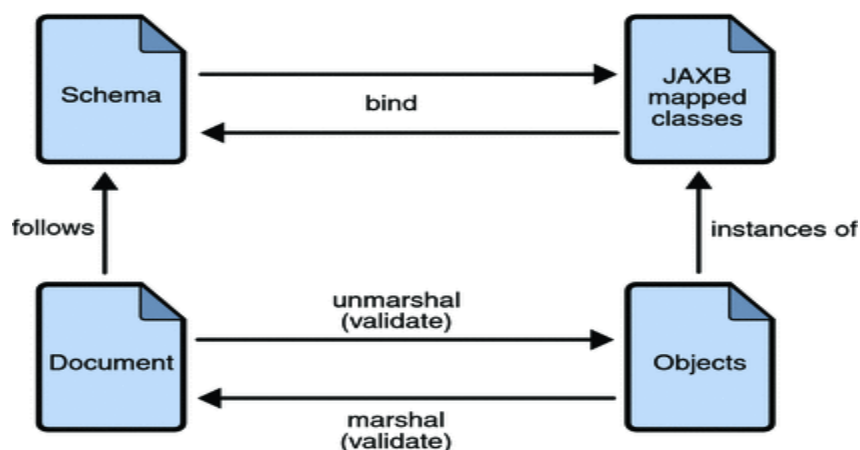 Schema
bind
JAXB
mapped
classes
follows
instances of
Document
unmarshal
(validate)
Objects
marshal
(validate)